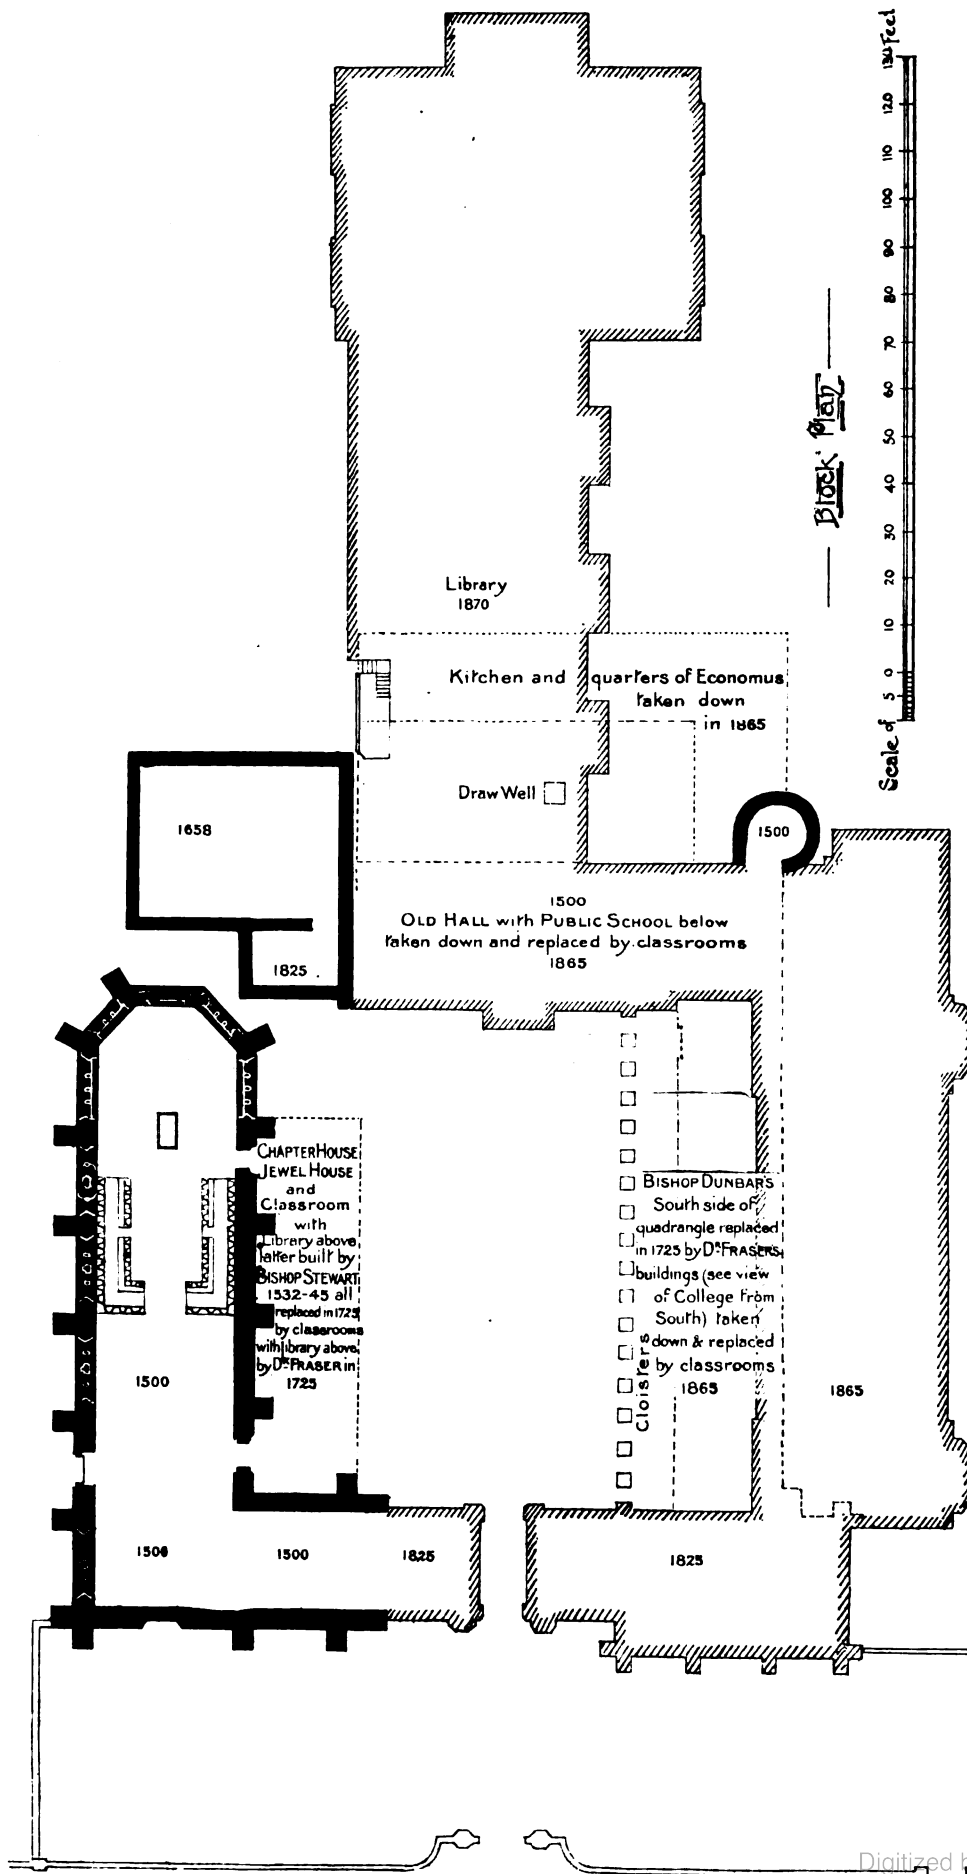 Library
1870
Kitchen and quarters of Economus
taken down
in 1865
Draw Well
1658
1500
1500
OLD HALL with PUBLIC SCHOOL below
taken down and replaced by classrooms
1865
1825
CHAPTER HOUSE
JEWEL HOUSE
and
Classroom
with
Library above
latter built by
BISHOP STEWART
1532-45 all
replaced in 1725
by classrooms
with library above
by Dr FRASER in
1725
BISHOP DUNBAR'S
South side of
quadrangle replaced
in 1725 by Dr FRASERS
buildings (see view
of College from
South) taken
down & replaced
by classrooms
1865
Cloisters
1500
1865
1500
1500
1825
1825
Block Plan
Scale of 5 0 10 20 30 40 50 60 70 80 90 100 110 120 130 Feet
Digitized b